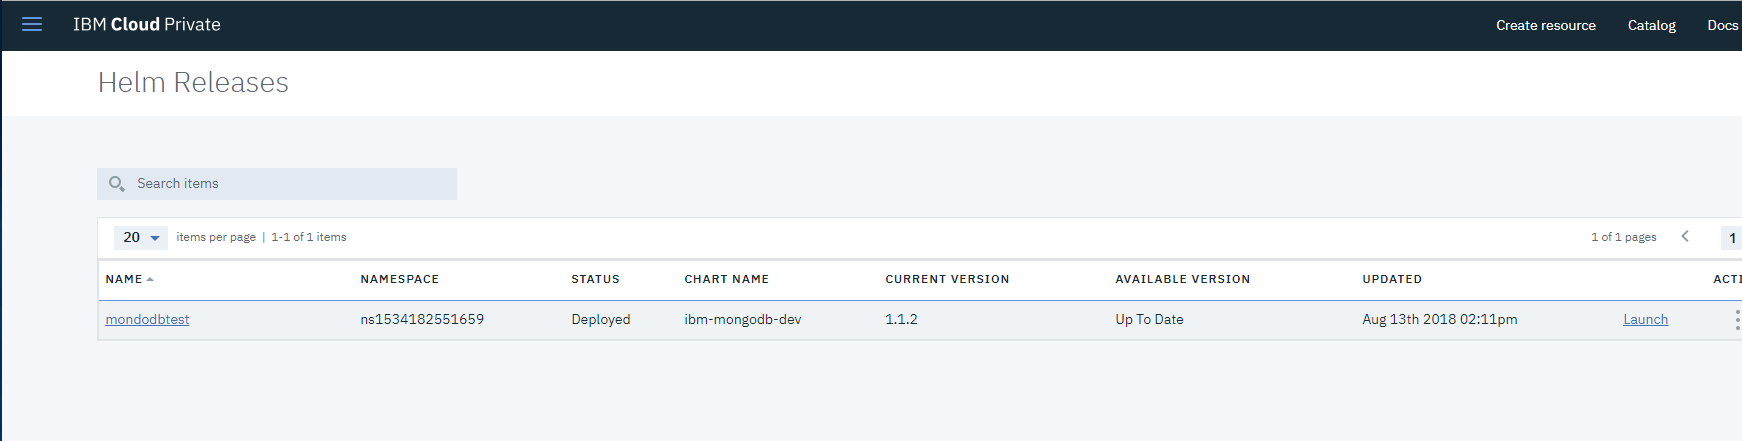 IBM Cloud Private Create resource Catalog Docs
Helm Releases
Search items
20 items per page | 1-1 of 1 items 1 of 1 pages 1
NAME NAMESPACE STATUS CHART NAME CURRENT VERSION AVAILABLE VERSION UPDATED ACTI
mondodbtest ns1534182551659 Deployed ibm-mongodb-dev 1.1.2 Up To Date Aug 13th 2018 02:11pm Launch